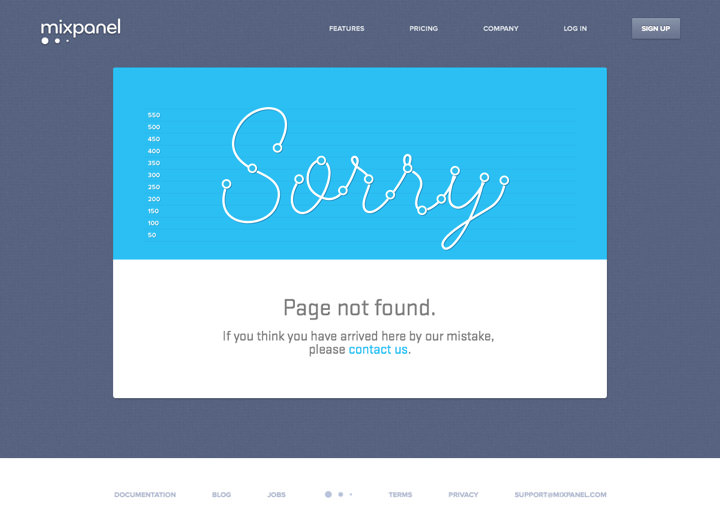 mixpanel
FEATURES PRICING COMPANY LOG IN SIGN UP
550
500
450
400
350
300
250
200
150
100
50
Sorry
Page not found.
If you think you have arrived here by our mistake,
please contact us.
DOCUMENTATION BLOG JOBS TERMS PRIVACY SUPPORT@MIXPANEL.COM